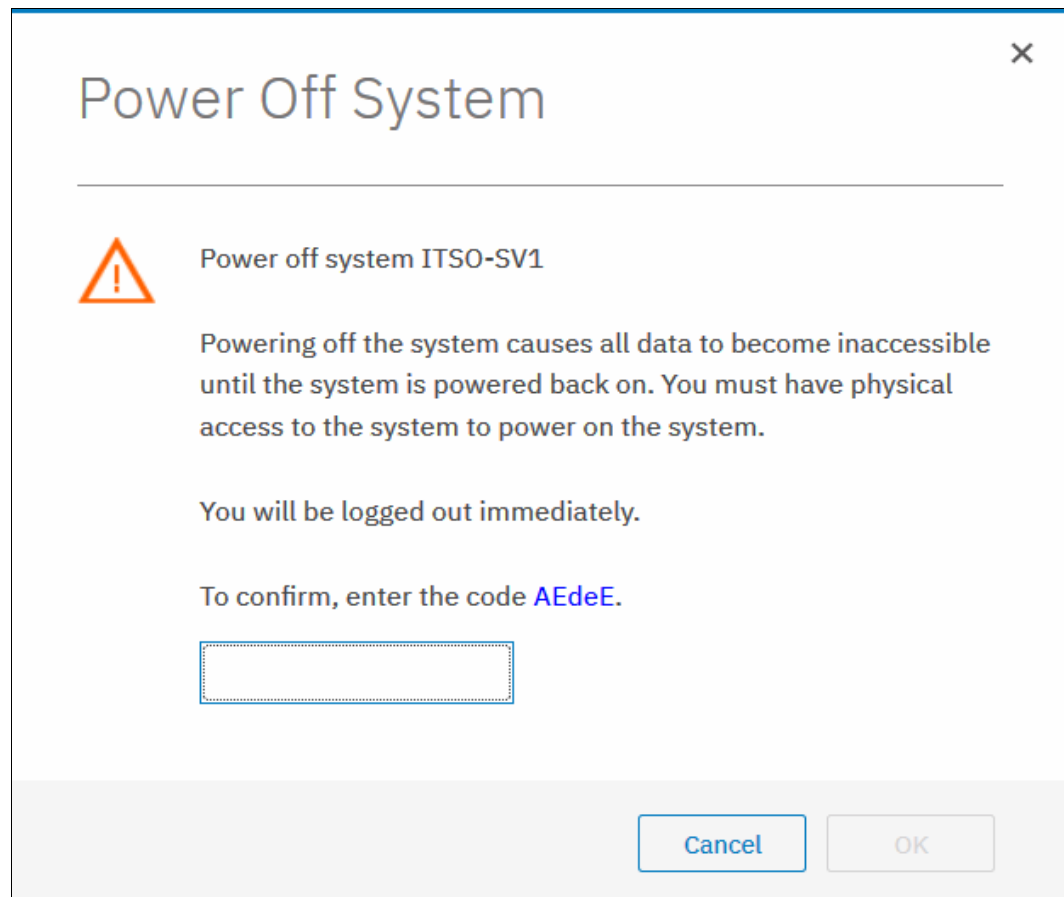 Power Off System
Power off system ITSO-SV1
Powering off the system causes all data to become inaccessible
until the system is powered back on. You must have physical
access to the system to power on the system.
You will be logged out immediately.
To confirm, enter the code AEdeE.
Cancel
OK